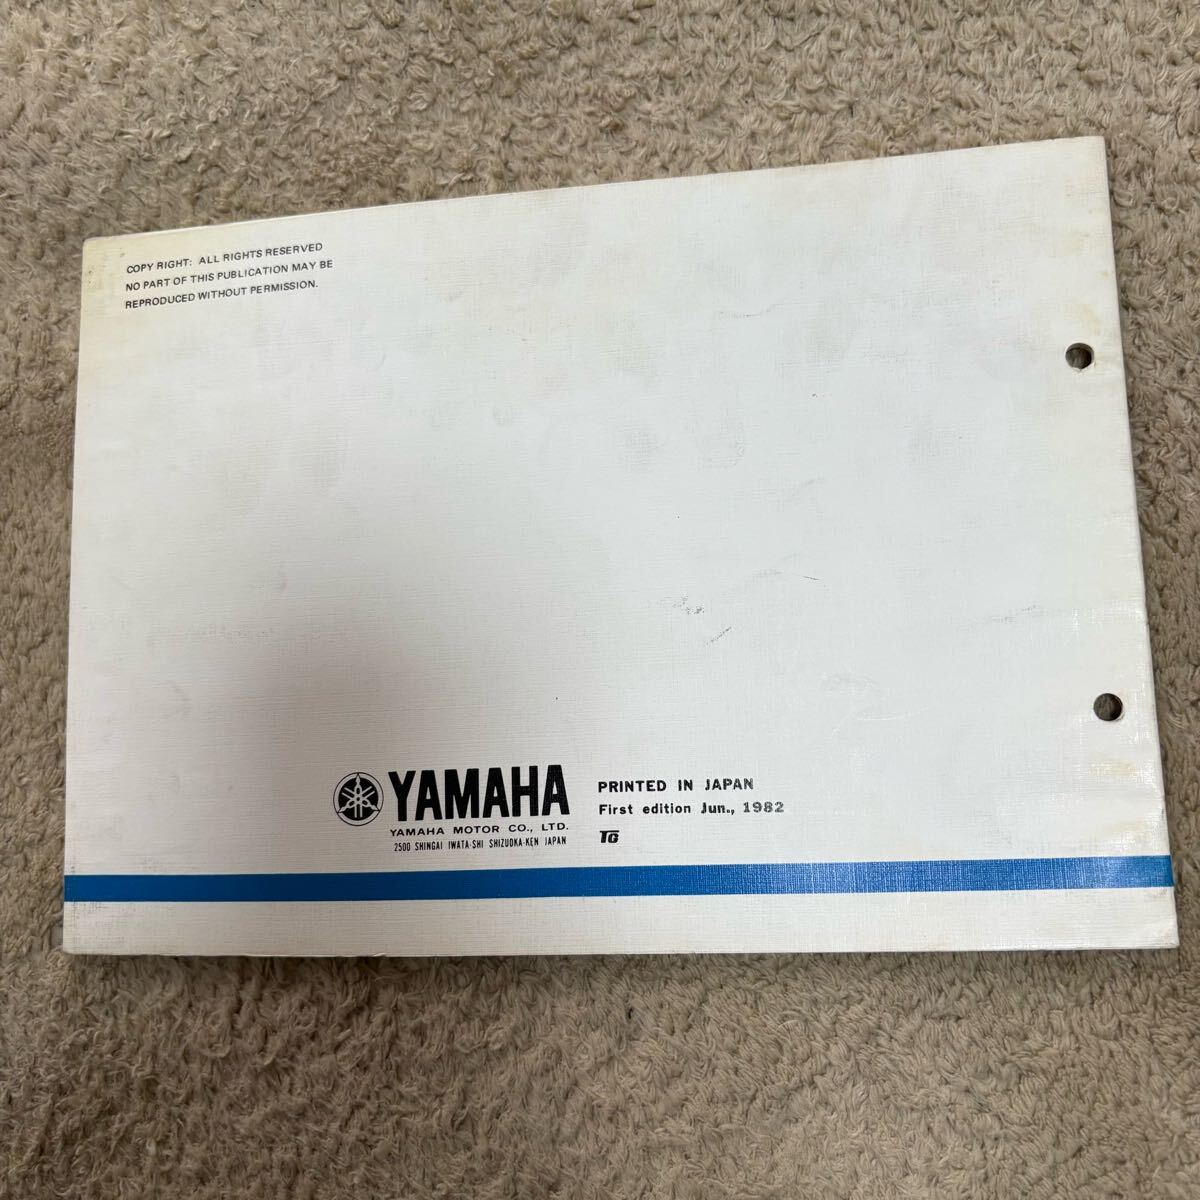 COPY RIGHT: ALL RIGHTS RESERVED
NO PART OF THIS PUBLICATION MAY BE
REPRODUCED WITHOUT PERMISSION.
YAMAHA
YAMAHA MOTOR CO., LTD.
2500 SHINGAI IWATA-SHI SHIZUOKA-KEN JAPAN
PRINTED IN JAPAN
First edition Jun., 1982
TG